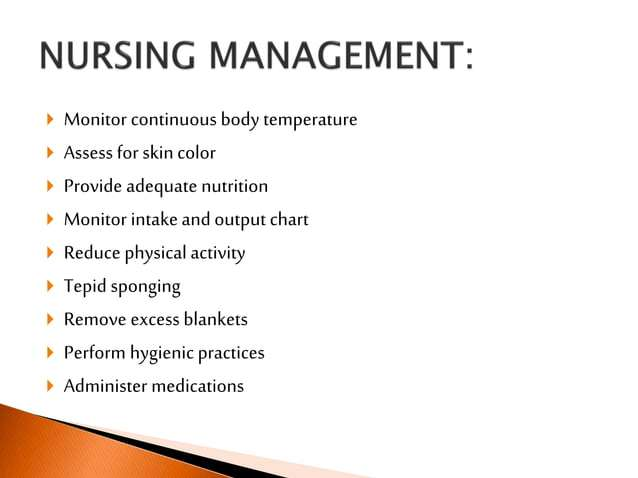 NURSING MANAGEMENT:
Monitor continuous body temperature
Assess for skin color
Provide adequate nutrition
Monitor intake and output chart
Reduce physical activity
Tepid sponging
Remove excess blankets
Perform hygienic practices
Administer medications